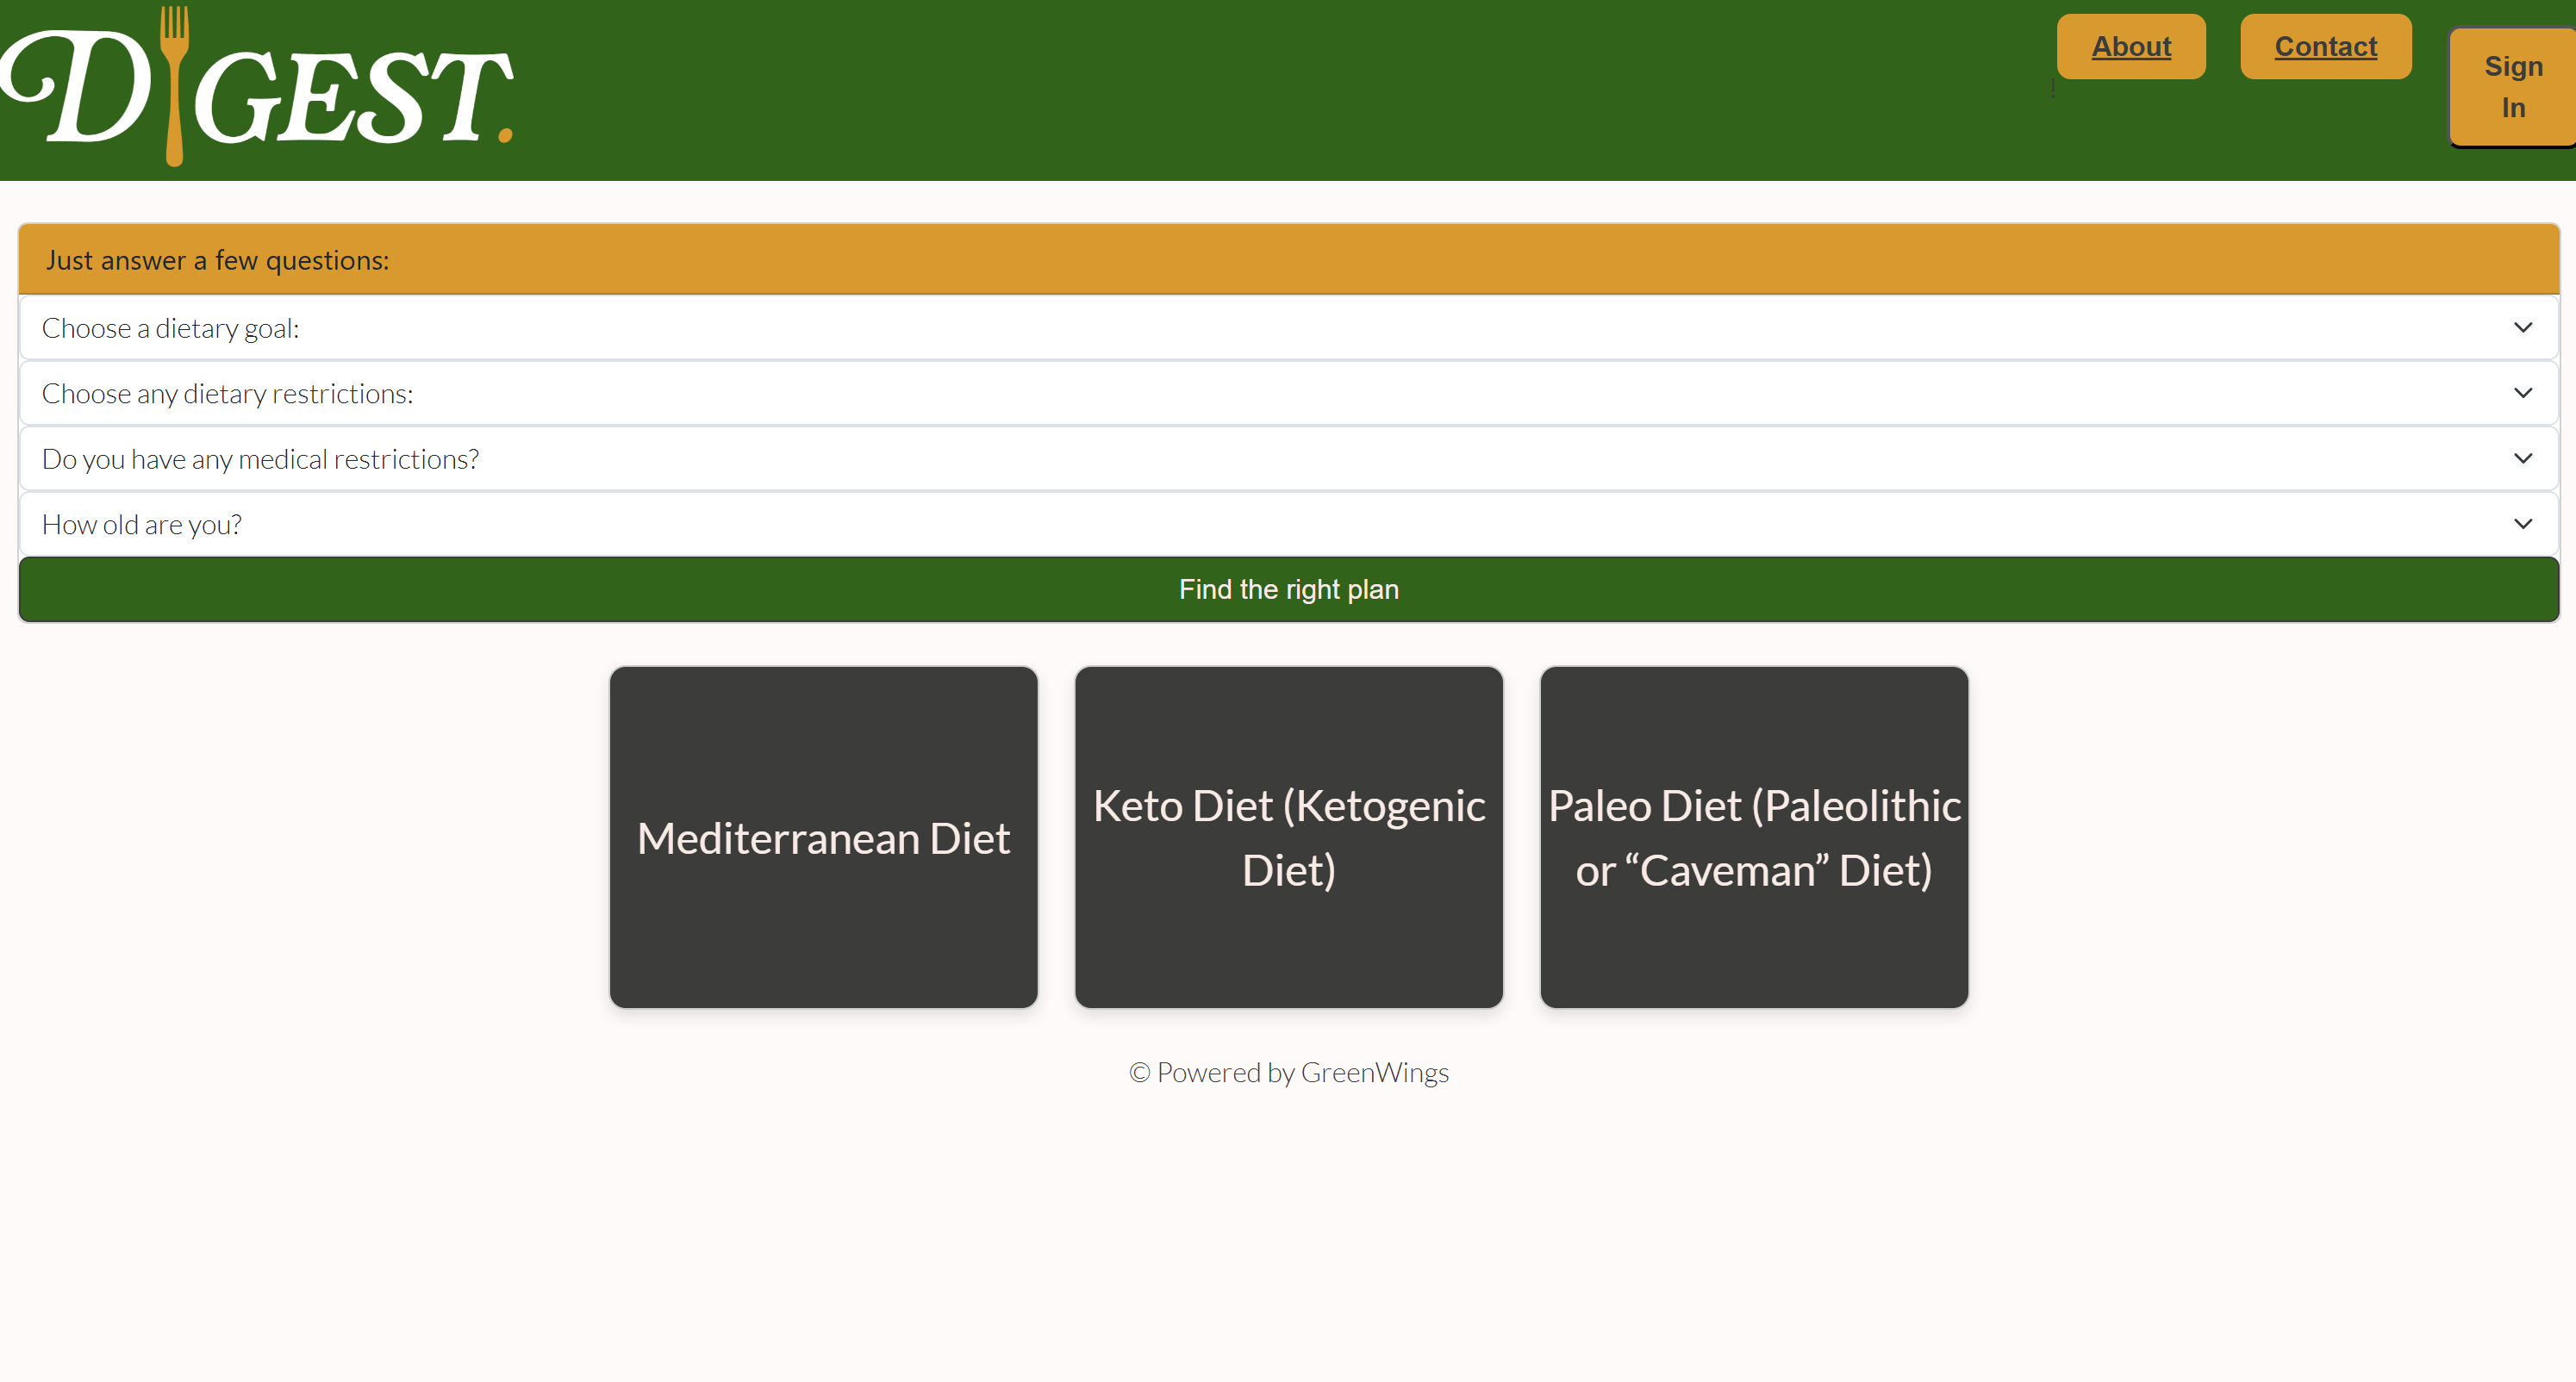 DIGEST.
About
Contact
Sign
In
!
Just answer a few questions:
Choose a dietary goal:
Choose any dietary restrictions:
Do you have any medical restrictions?
How old are you?
Find the right plan
Mediterranean Diet
Keto Diet (Ketogenic
Diet)
Paleo Diet (Paleolithic
or “Caveman” Diet)
© Powered by GreenWings